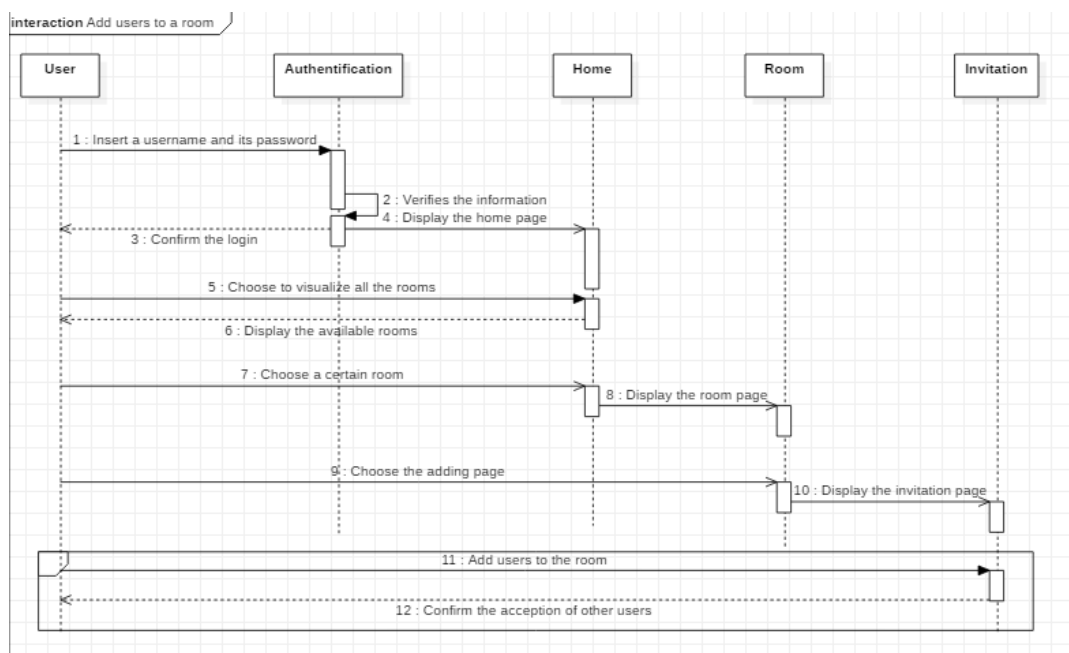 interaction Add users to a room
User
Authentification
Home
Room
Invitation
1 : Insert a username and its password
2 : Verifies the information
4 : Display the home page
3 : Confirm the login
5 : Choose to visualize all the rooms
6 : Display the available rooms
7 : Choose a certain room
8 : Display the room page
9 : Choose the adding page
10 : Display the invitation page
11 : Add users to the room
12 : Confirm the acception of other users